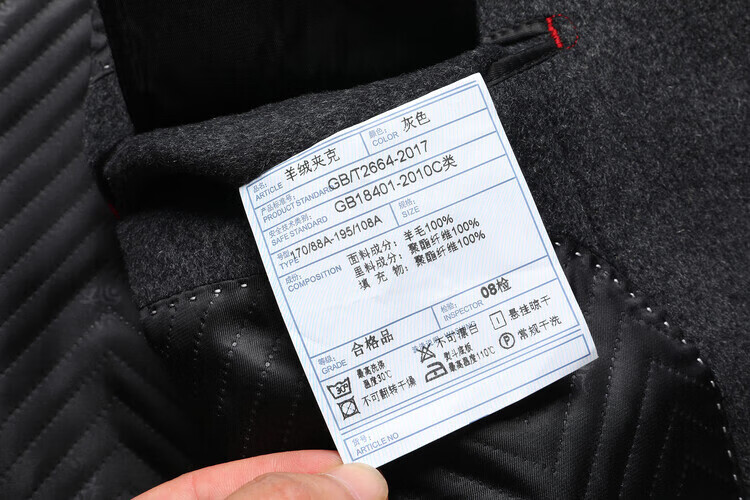 品名: 羊绒夹克 颜色: 灰色
ARTICLE COLOR
产品标准号: GB/T2664-2017
PRODUCT STANDARD
安全技术类别: GB18401-2010C类
SAFE STANDARD
号型: 170/88A-195/108A 规格:
TYPE SIZE
成份: 面料成分: 羊毛100%
COMPOSITION 里料成分: 聚酯纤维100%
填 充 物: 聚酯纤维100%
等级: 合格品 检验: 08检
GRADE INSPECTOR
最高洗涤温度30℃ 不可漂白 悬挂晾干
不可翻转干燥 熨斗底板最高温度110℃ 常规干洗
货号:
ARTICLE NO